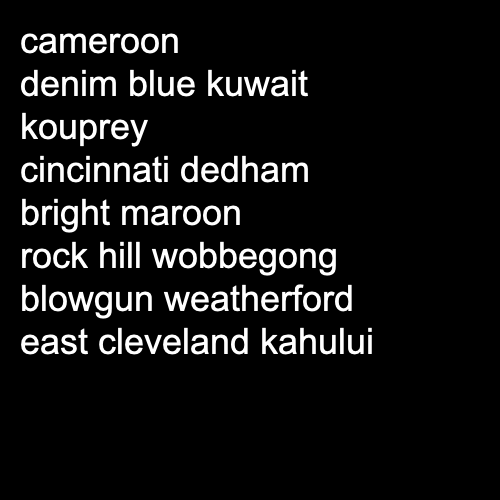 cameroon
denim blue kuwait
kouprey
cincinnati dedham
bright maroon
rock hill wobbegong
blowgun weatherford
east cleveland kahului